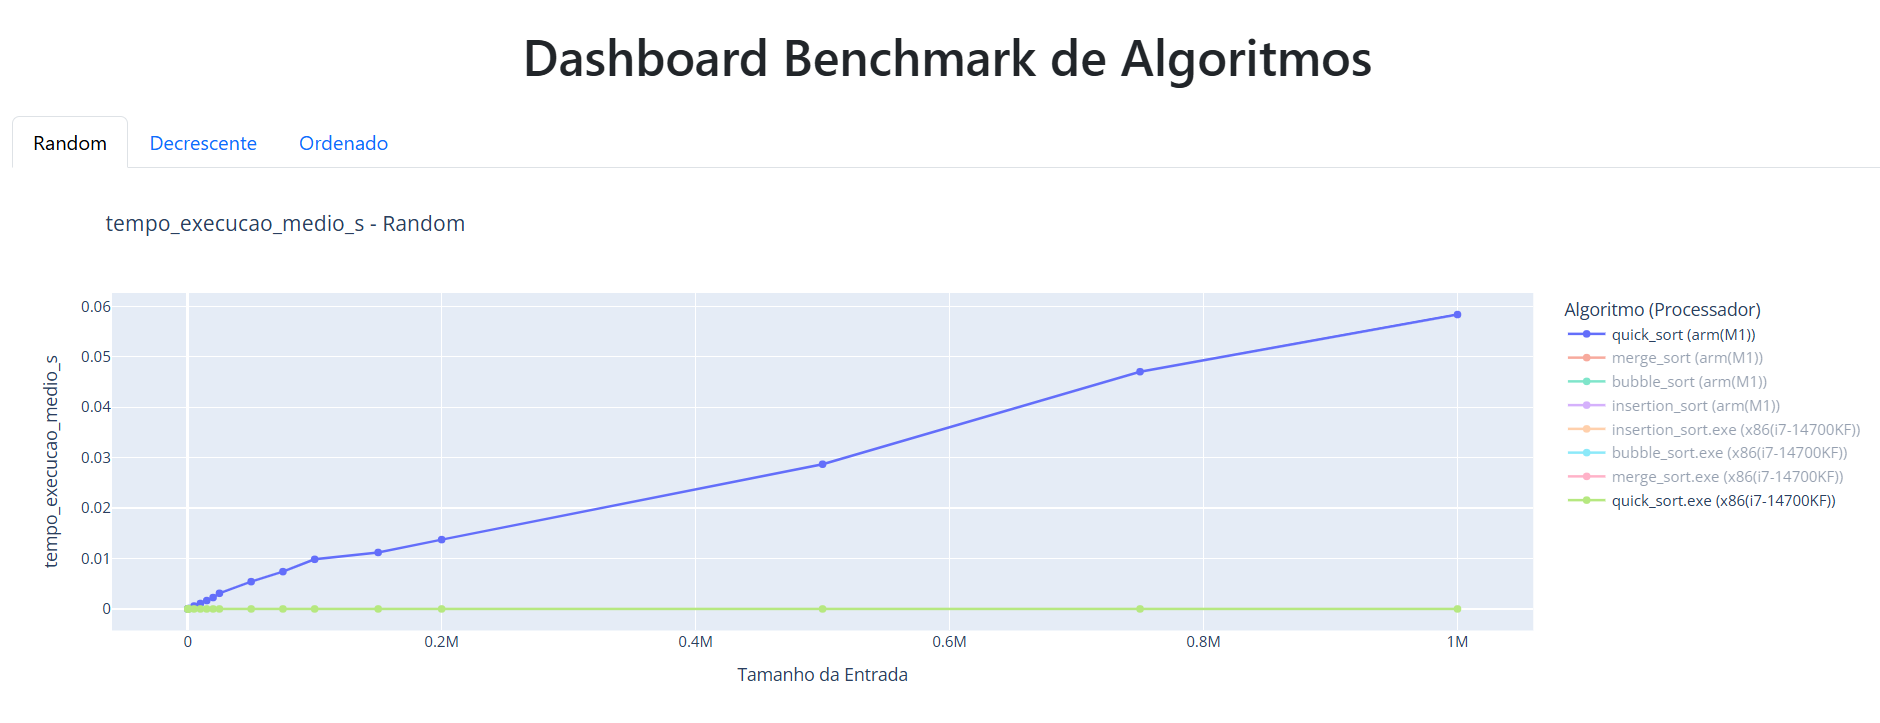 Dashboard Benchmark de Algoritmos
Random
Decrescente
Ordenado
tempo_execucao_medio_s - Random
tempo_execucao_medio_s
0.06
0.05
0.04
0.03
0.02
0.01
0
0
0.2M
0.4M
0.6M
0.8M
1M
Tamanho da Entrada
Algoritmo (Processador)
quick_sort (arm(M1))
merge_sort (arm(M1))
bubble_sort (arm(M1))
insertion_sort (arm(M1))
insertion_sort.exe (x86(i7-14700KF))
bubble_sort.exe (x86(i7-14700KF))
merge_sort.exe (x86(i7-14700KF))
quick_sort.exe (x86(i7-14700KF))